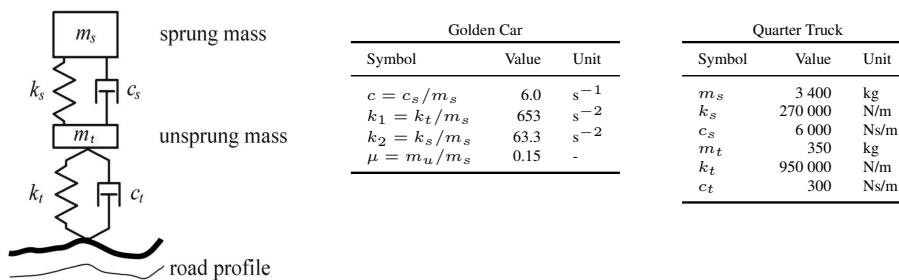 m_s sprung mass
k_s c_s
m_t unsprung mass
k_t c_t
road profile
Golden Car
Symbol Value Unit
c = c_s/m_s 6.0 s^{-1}
k_1 = k_t/m_s 653 s^{-2}
k_2 = k_s/m_s 63.3 s^{-2}
μ = m_u/m_s 0.15 -
Quarter Truck
Symbol Value Unit
m_s 3 400 kg
k_s 270 000 N/m
c_s 6 000 Ns/m
m_t 350 kg
k_t 950 000 N/m
c_t 300 Ns/m